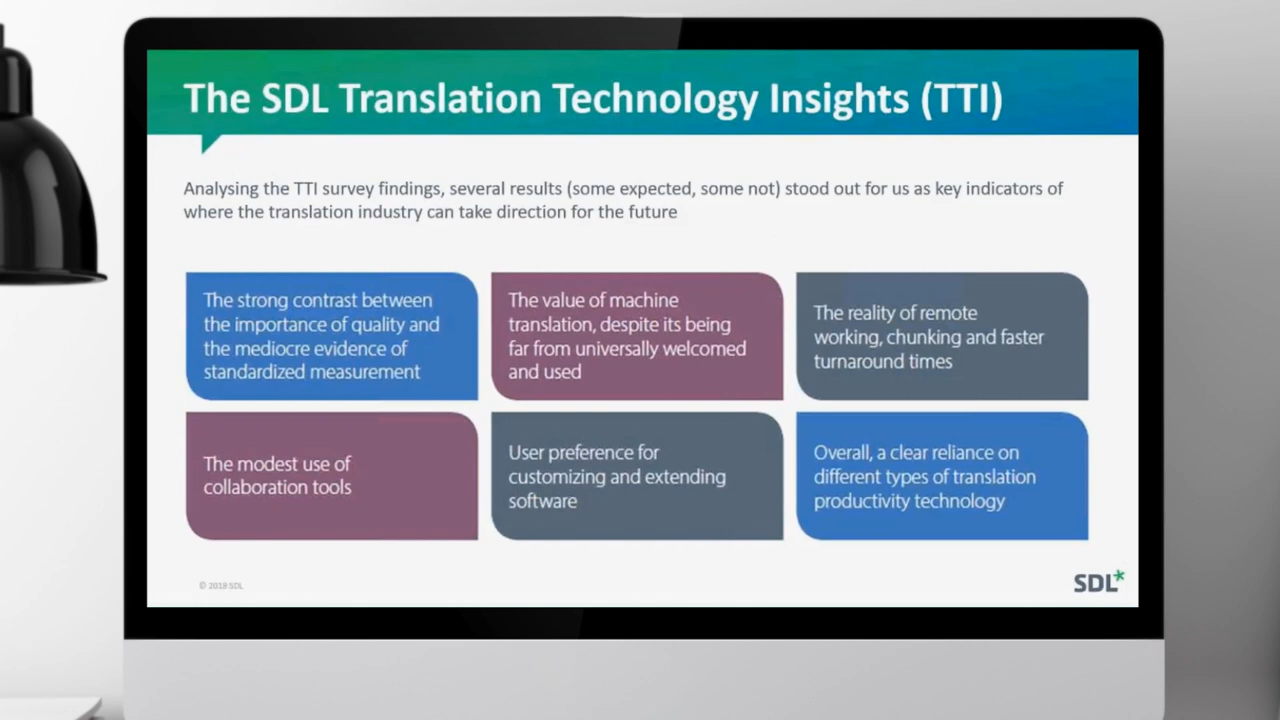 The SDL Translation Technology Insights (TTI)
Analysing the TTI survey findings, several results (some expected, some not) stood out for us as key indicators of
where the translation industry can take direction for the future
The strong contrast between
the importance of quality and
the mediocre evidence of
standardized measurement
The value of machine
translation, despite its being
far from universally welcomed
and used
The reality of remote
working, chunking and faster
turnaround times
The modest use of
collaboration tools
User preference for
customizing and extending
software
Overall, a clear reliance on
different types of translation
productivity technology
© 2018 SDL
SDL*